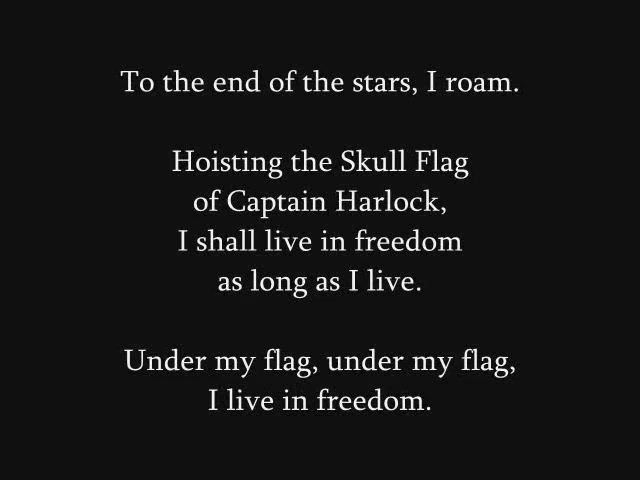 To the end of the stars, I roam.
Hoisting the Skull Flag
of Captain Harlock,
I shall live in freedom
as long as I live.
Under my flag, under my flag,
I live in freedom.